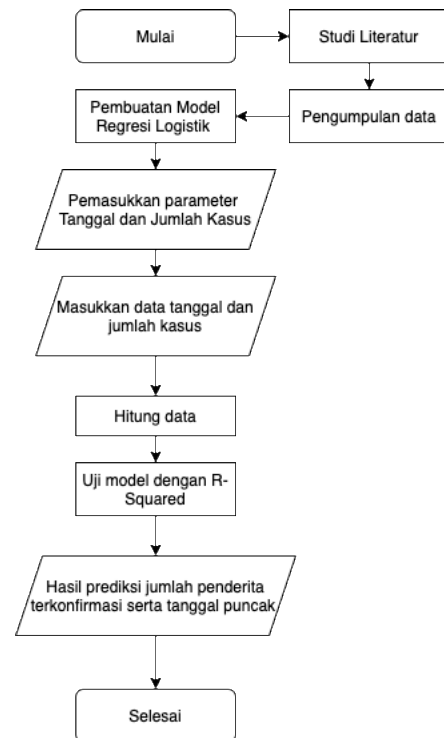 Mulai
Studi Literatur
Pengumpulan data
Pembuatan Model
Regresi Logistik
Pemasukkan parameter
Tanggal dan Jumlah Kasus
Masukkan data tanggal dan
jumlah kasus
Hitung data
Uji model dengan R-
Squared
Hasil prediksi jumlah penderita
terkonfirmasi serta tanggal puncak
Selesai